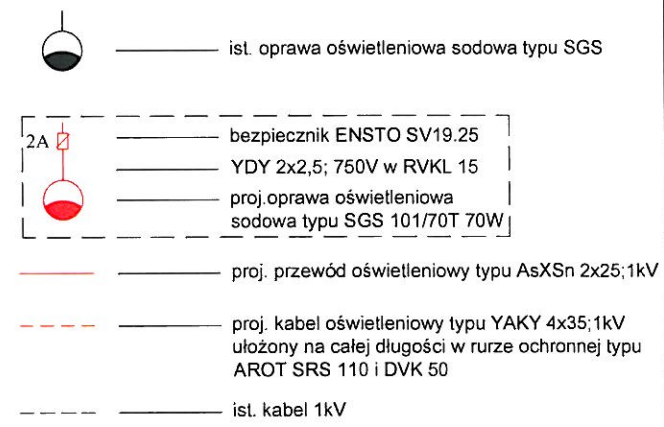 ist. oprawa oświetleniowa sodowa typu SGS
2A
bezpiecznik ENSTO SV19.25
YDY 2x2,5; 750V w RVKL 15
proj.oprawa oświetleniowa
sodowa typu SGS 101/70T 70W
proj. przewód oświetleniowy typu AsXSn 2x25;1kV
proj. kabel oświetleniowy typu YAKY 4x35;1kV
ułożony na całej długości w rurze ochronnej typu
AROT SRS 110 i DVK 50
ist. kabel 1kV